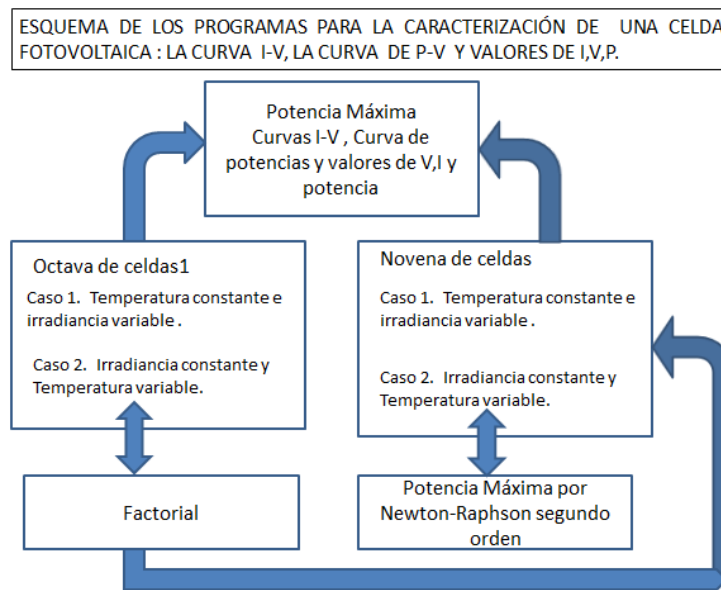 ESQUEMA DE LOS PROGRAMAS PARA LA CARACTERIZACIÓN DE UNA CELDA
FOTOVOLTAICA : LA CURVA I-V, LA CURVA DE P-V Y VALORES DE I,V,P.
Potencia Máxima
Curvas I-V , Curva de
potencias y valores de V,I y
potencia
Octava de celdas1
Caso 1. Temperatura constante e
irradiancia variable .
Caso 2. Irradiancia constante y
Temperatura variable.
Novena de celdas
Caso 1. Temperatura constante e
irradiancia variable .
Caso 2. Irradiancia constante y
Temperatura variable.
Factorial
Potencia Máxima por
Newton-Raphson segundo
orden